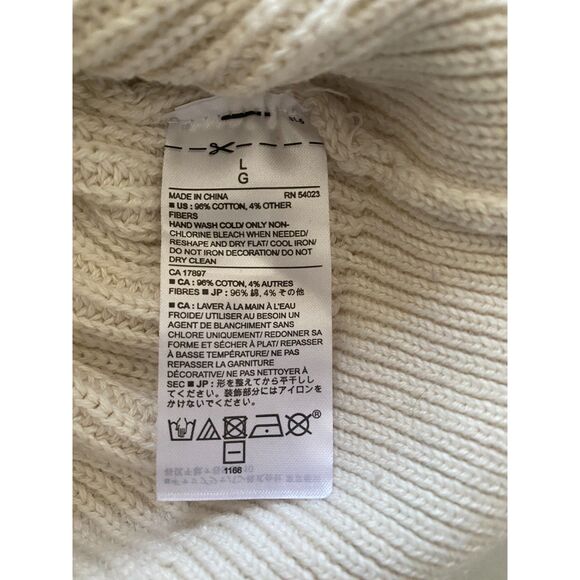 L
G
MADE IN CHINA RN 54023
■ US : 96% COTTON, 4% OTHER
FIBERS
HAND WASH COLD/ ONLY NON-
CHLORINE BLEACH WHEN NEEDED/
RESHAPE AND DRY FLAT/ COOL IRON/
DO NOT IRON DECORATION/ DO NOT
DRY CLEAN
CA 17897
■ CA : 96% COTTON, 4% AUTRES
FIBRES ■ JP : 96% 綿, 4% その他
■ CA : LAVER À LA MAIN À L'EAU
FROIDE/ UTILISER AU BESOIN UN
AGENT DE BLANCHIMENT SANS
CHLORE UNIQUEMENT/ REDONNER SA
FORME ET SÉCHER À PLAT/ REPASSER
À BASSE TEMPÉRATURE/ NE PAS
REPASSER LA GARNITURE
DÉCORATIVE/ NE PAS NETTOYER À
SEC ■ JP : 形を整えてから平干しし
てください。装飾部分にはアイロンを
かけないでください。
®
1166